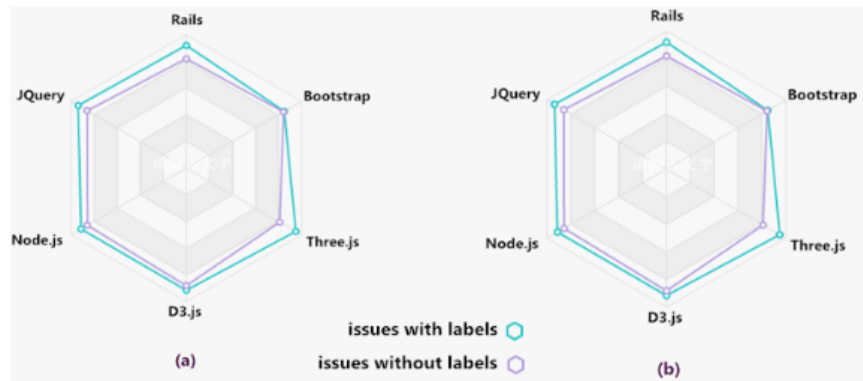 Rails
JQuery
Bootstrap
Node.js
Three.js
D3.js
(a)
Rails
JQuery
Bootstrap
Node.js
Three.js
D3.js
(b)
issues with labels
issues without labels